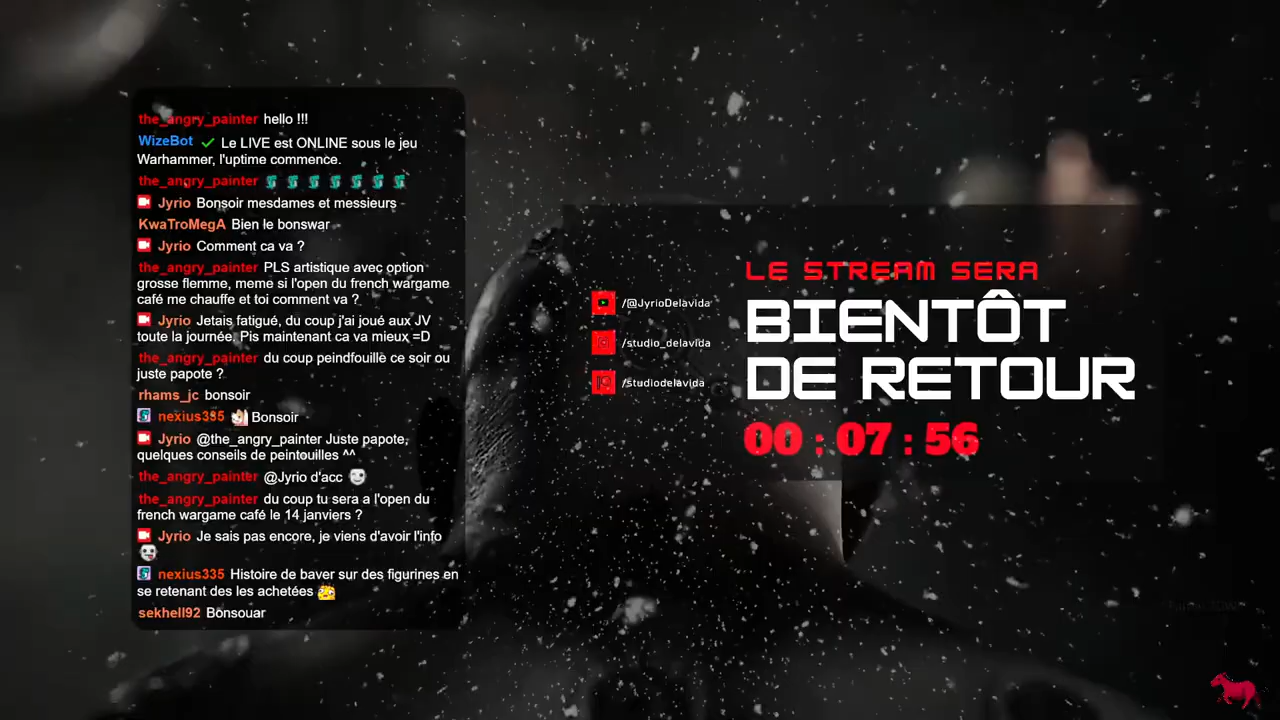 the_angry_painter hello !!!
WizeBot Le LIVE est ONLINE sous le jeu
Warhammer, l'uptime commence.
the_angry_painter
Jyrio Bonsoir mesdames et messieurs
KwaTroMegA Bien le bonswar
Jyrio Comment ca va ?
the_angry_painter PLS artistique avec option
grosse flemme, meme si l'open du french wargame
café me chauffe et toi comment va ?
Jyrio Jetais fatigué, du coup j'ai joué aux JV
toute la journée. Pis maintenant ca va mieux =D
the_angry_painter du coup peindfouille ce soir ou
juste papote ?
rhams_jc bonsoir
nexius335 Bonsoir
Jyrio @the_angry_painter Juste papote,
quelques conseils de peintouilles ^^
the_angry_painter @Jyrio d'acc
the_angry_painter du coup tu sera a l'open du
french wargame café le 14 janviers ?
Jyrio Je sais pas encore, je viens d'avoir l'info
nexius335 Histoire de baver sur des figurines en
se retenant des les achetées
sekhell92 Bonsouar
/@JyrioDelavida
/studio_delavida
/studiodelavida
LE STREAM SERA
BIENTÔT
DE RETOUR
00 : 07 : 56